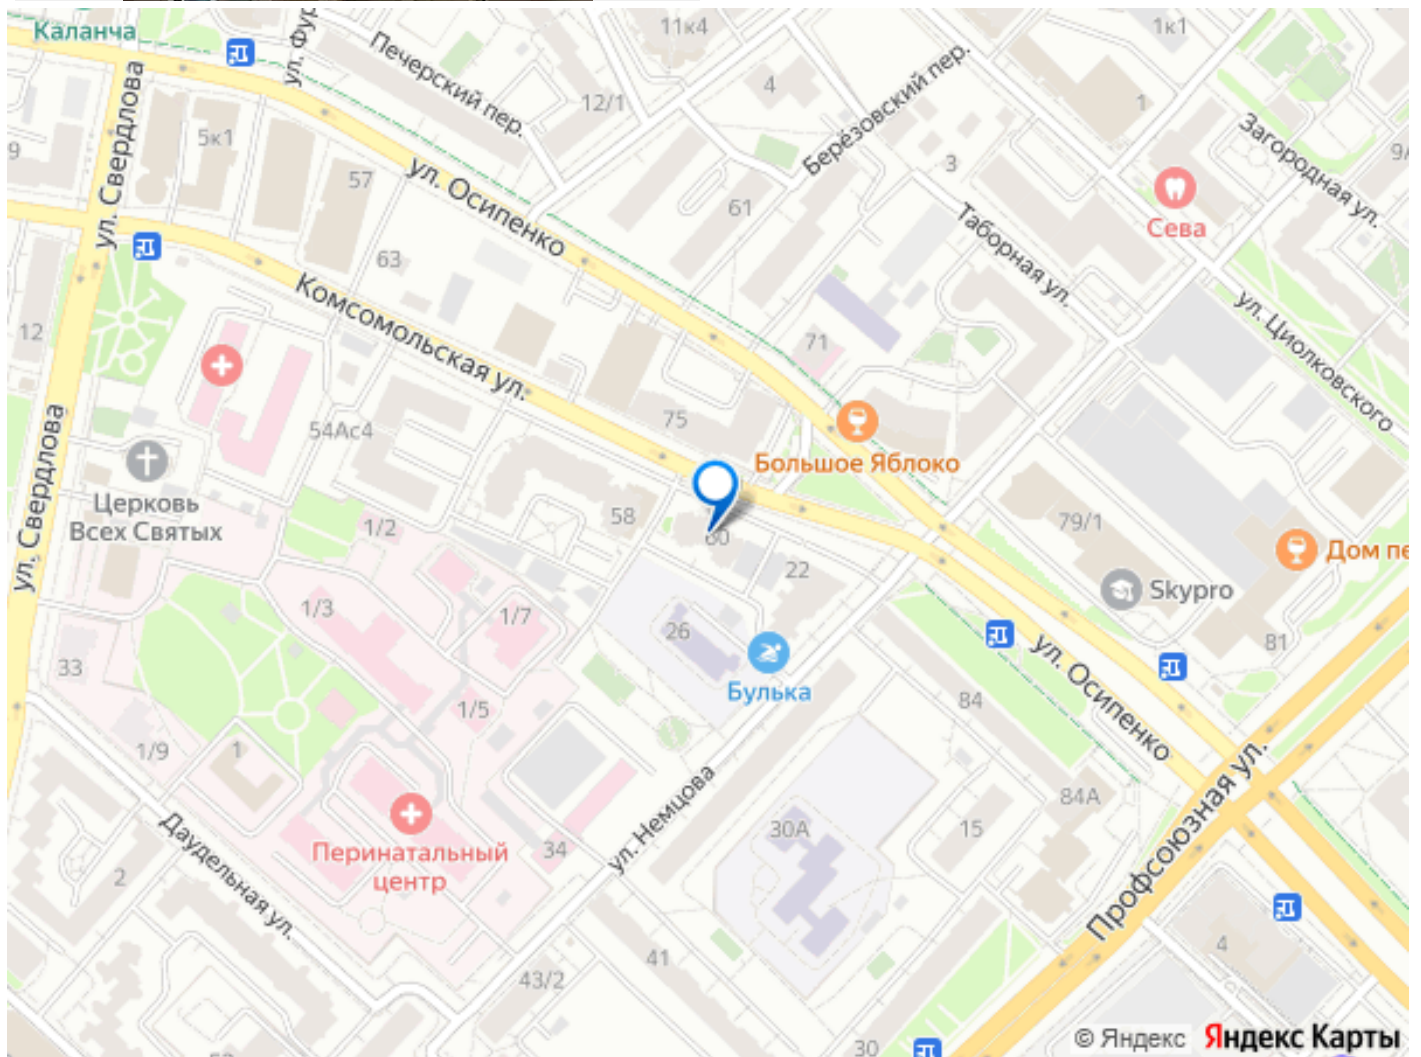 Каланча
ул. Фур
11к4
1к1
Печерский пер.
4
12/1
1
Берёзовский пер.
ул. Свердлова
5к1
9
57
ул. Осипенко
61
3
Загородная ул.
9/
Сева
Таборная ул.
63
Комсомольская ул.
12
71
ул. Циолковского
75
54Ас4
Большое Яблоко
Церковь
Всех Святых
ул. Свердлова
1/2
58
60
22
79/1
Дом пе
Skypro
1/3
1/7
26
81
33
Булька
ул. Осипенко
1/5
84
1/9
1
Профсоюзная ул.
84А
Даудельная ул.
Перинатальный
центр
34
ул. Немцова
30А
15
2
41
43/2
4
30
© Яндекс Яндекс Карты